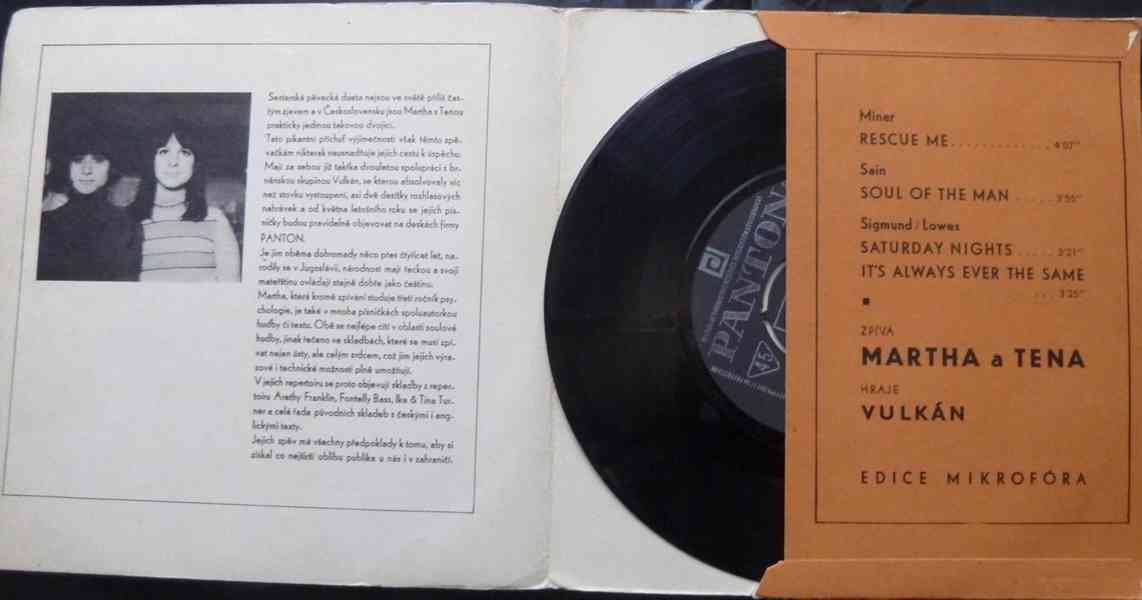 Sesterská pěvecká dueta nejsou ve světě příliš čas-
tým zjevem a v Československu jsou Martha s Tenou
prakticky jedinou takovou dvojicí.
Tato pikantní příchuť výjimečnosti však těmto zpě-
vačkám nikterak neusnadňuje jejich cestu k úspěchu.
Mají za sebou již takřka dvouletou spolupráci s br-
něnskou skupinou Vulkán, se kterou absolvovaly víc
než stovku vystoupení, asi dvě desítky rozhlasových
nahrávek a od května letošního roku se jejich pís-
ničky budou pravidelně objevovat na deskách firmy
PANTON.
Je jim oběma dohromady něco přes čtyřicet let, na-
rodily se v Jugoslávii, národnost mají řeckou a svoji
mateřštinu ovládají stejně dobře jako češtinu.
Martha, která kromě zpívání studuje třetí ročník psy-
chologie, je také v mnoha písničkách spoluautorkou
hudby či textu. Obě se nejlépe cítí v oblasti soulové
hudby, jinak řečeno ve skladbách, které se musí zpí-
vat nejen ústy, ale celým srdcem, což jim jejich výra-
zové i technické možnosti plně umožňují.
V jejich repertoiru se proto objevují skladby z reper-
toiru Arethy Franklin, Fontelly Bass, Ike & Tina Tur-
ner a celá řada původních skladeb s českými i ang-
lickými texty.
Jejich zpěv má všechny předpoklady k tomu, aby si
získal co největší oblibu publika u nás i v zahraničí.
PANTON
45
Miner
RESCUE ME............. 4'07''
Sain
SOUL OF THE MAN ..... 3'55''
Sigmund / Lowes
SATURDAY NIGHTS ..... 3'21''
IT'S ALWAYS EVER THE SAME
... 3'25''
ZPÍVÁ
MARTHA a TENA
HRAJE
VULKÁN
EDICE MIKROFÓRA